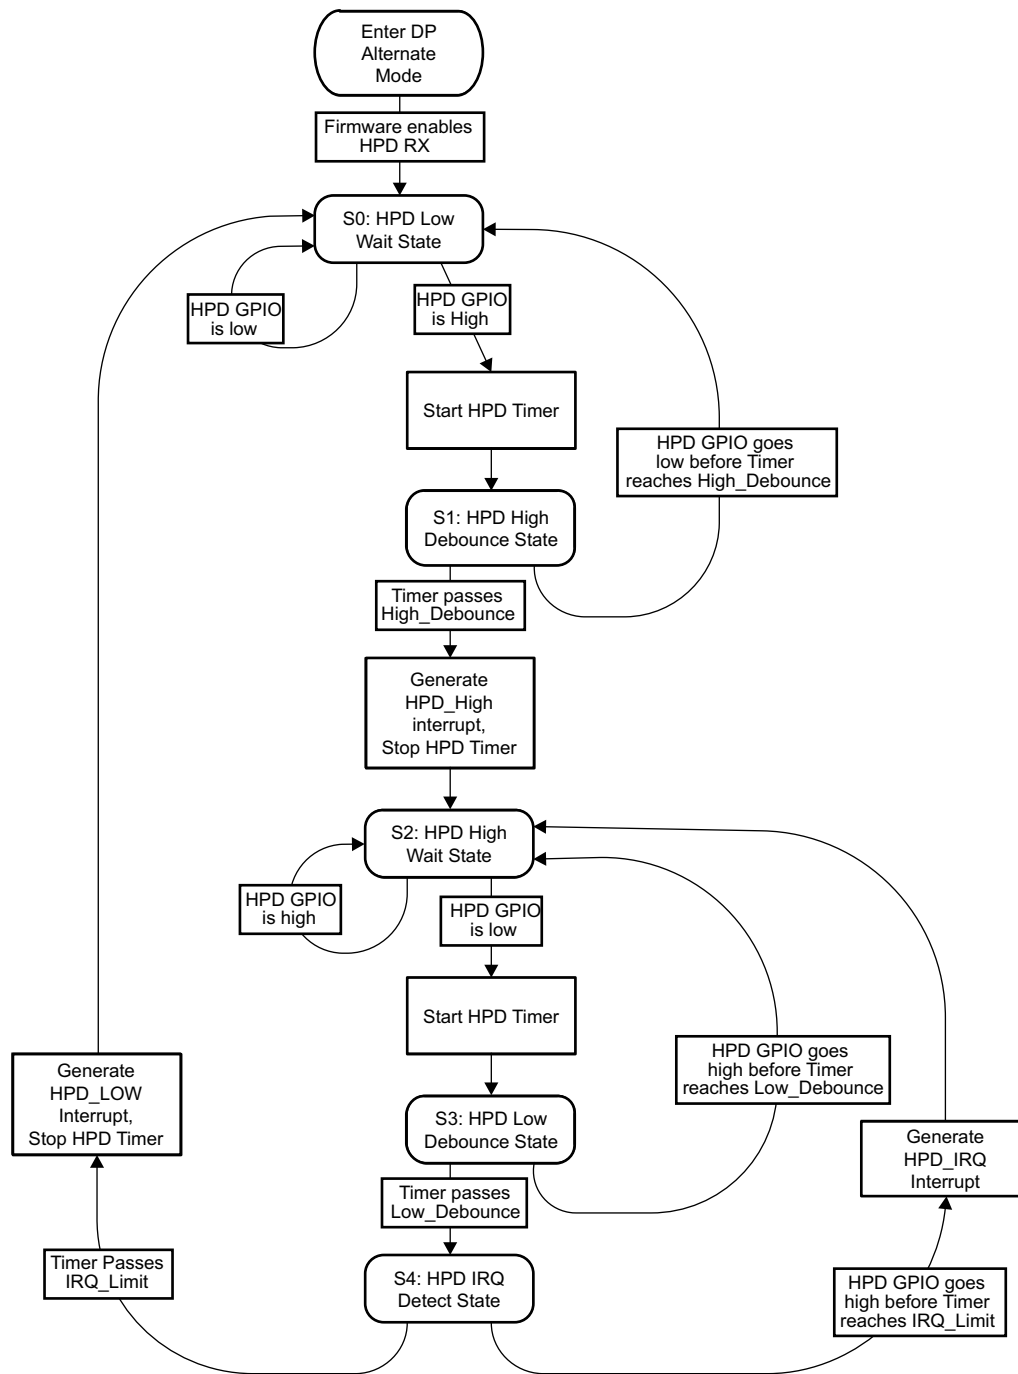 Enter DP
Alternate
Mode
Firmware enables
HPD RX
S0: HPD Low
Wait State
HPD GPIO
is low
HPD GPIO
is High
Start HPD Timer
HPD GPIO goes
low before Timer
reaches High_Debounce
S1: HPD High
Debounce State
Timer passes
High_Debounce
Generate
HPD_High
interrupt,
Stop HPD Timer
S2: HPD High
Wait State
HPD GPIO
is high
HPD GPIO
is low
Start HPD Timer
HPD GPIO goes
high before Timer
reaches Low_Debounce
Generate
HPD_LOW
Interrupt,
Stop HPD Timer
S3: HPD Low
Debounce State
Generate
HPD_IRQ
Interrupt
Timer passes
Low_Debounce
Timer Passes
IRQ_Limit
S4: HPD IRQ
Detect State
HPD GPIO goes
high before Timer
reaches IRQ_Limit